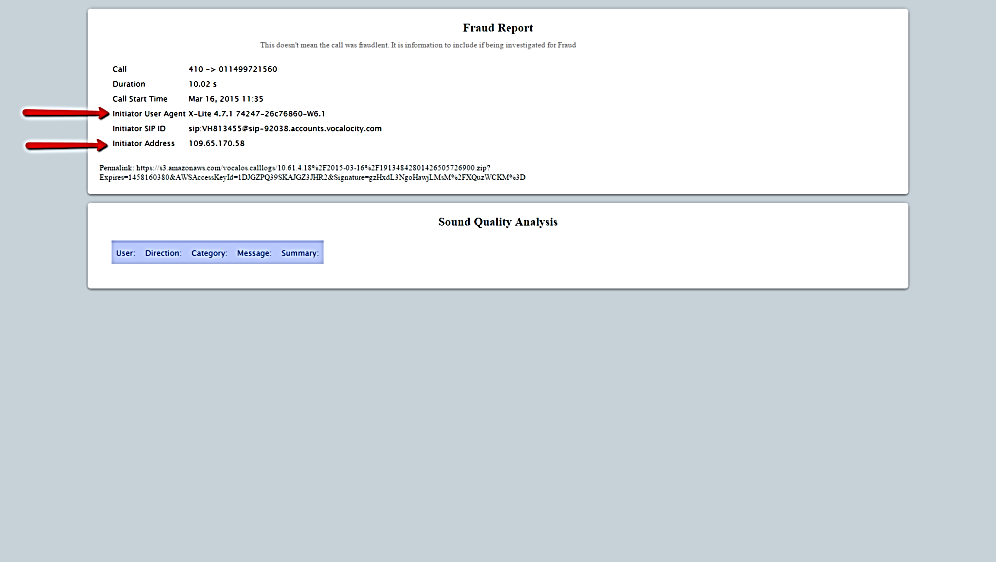 Fraud Report
This doesn't mean the call was fraudlent. It is information to include if being investigated for Fraud
Call 410 -> 011499721560
Duration 10.02 s
Call Start Time Mar 16, 2015 11:35
Initiator User Agent X-Lite 4.7.1 74247-26c76860-W6.1
Initiator SIP ID sip:VH813455@sip-92038.accounts.vocalocity.com
Initiator Address 109.65.170.58
Permalink: https://s3.amazonaws.com/vocalos.calllogs/10.61.4.18%2F2015-03-16%2F19134842801426505726900.zip?
Expires=1458160380&AWSAccessKeyId=1DJGZPQ39SKAJGZ3JHR2&Signature=gzHxdL3NgoHawjLMsM%2FXQuzWCKM%3D
Sound Quality Analysis
User: Direction: Category: Message: Summary: